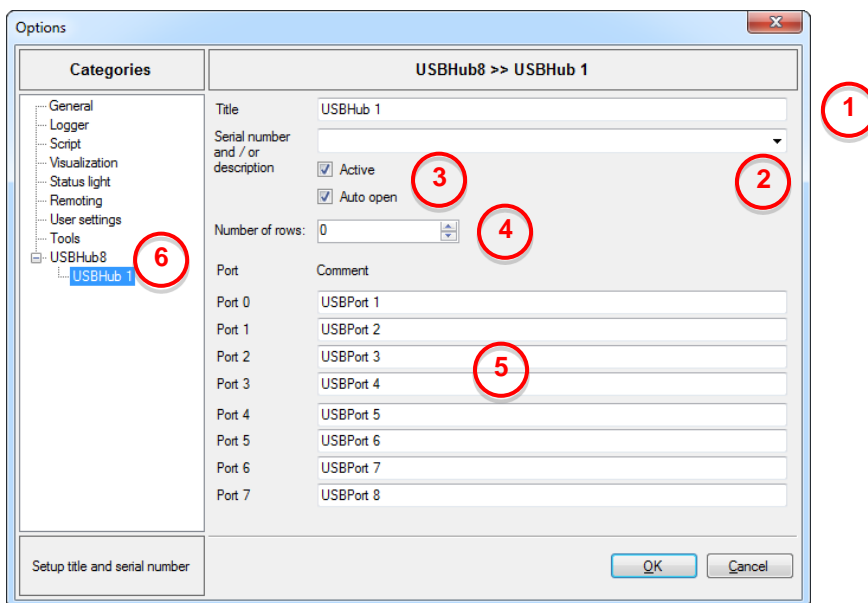 Options
Categories
USBHub8 >> USBHub 1
General
Logger
Script
Visualization
Status light
Remoting
User settings
Tools
USBHub8
USBHub 1
6
Title
USBHub 1
1
Serial number
and / or
description
2
Active
Auto open
3
Number of rows:
0
4
Port
Comment
Port 0
USBPort 1
Port 1
USBPort 2
Port 2
USBPort 3
5
Port 3
USBPort 4
Port 4
USBPort 5
Port 5
USBPort 6
Port 6
USBPort 7
Port 7
USBPort 8
Setup title and serial number
OK
Cancel